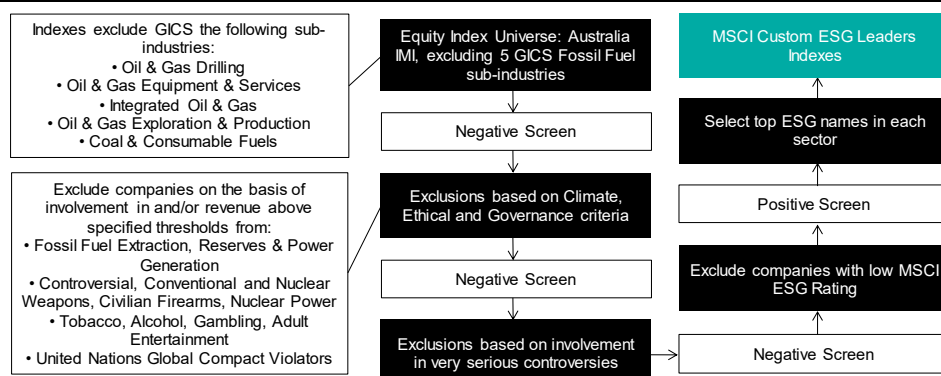 Indexes exclude GICS the following sub-
industries:
• Oil & Gas Drilling
• Oil & Gas Equipment & Services
• Integrated Oil & Gas
• Oil & Gas Exploration & Production
• Coal & Consumable Fuels
Equity Index Universe: Australia
IMI, excluding 5 GICS Fossil Fuel
sub-industries
Negative Screen
Exclude companies on the basis of
involvement in and/or revenue above
specified thresholds from:
• Fossil Fuel Extraction, Reserves & Power
Generation
• Controversial, Conventional and Nuclear
Weapons, Civilian Firearms, Nuclear Power
• Tobacco, Alcohol, Gambling, Adult
Entertainment
• United Nations Global Compact Violators
Exclusions based on Climate,
Ethical and Governance criteria
Negative Screen
Exclusions based on involvement
in very serious controversies
Negative Screen
Exclude companies with low MSCI
ESG Rating
Positive Screen
Select top ESG names in each
sector
MSCI Custom ESG Leaders
Indexes